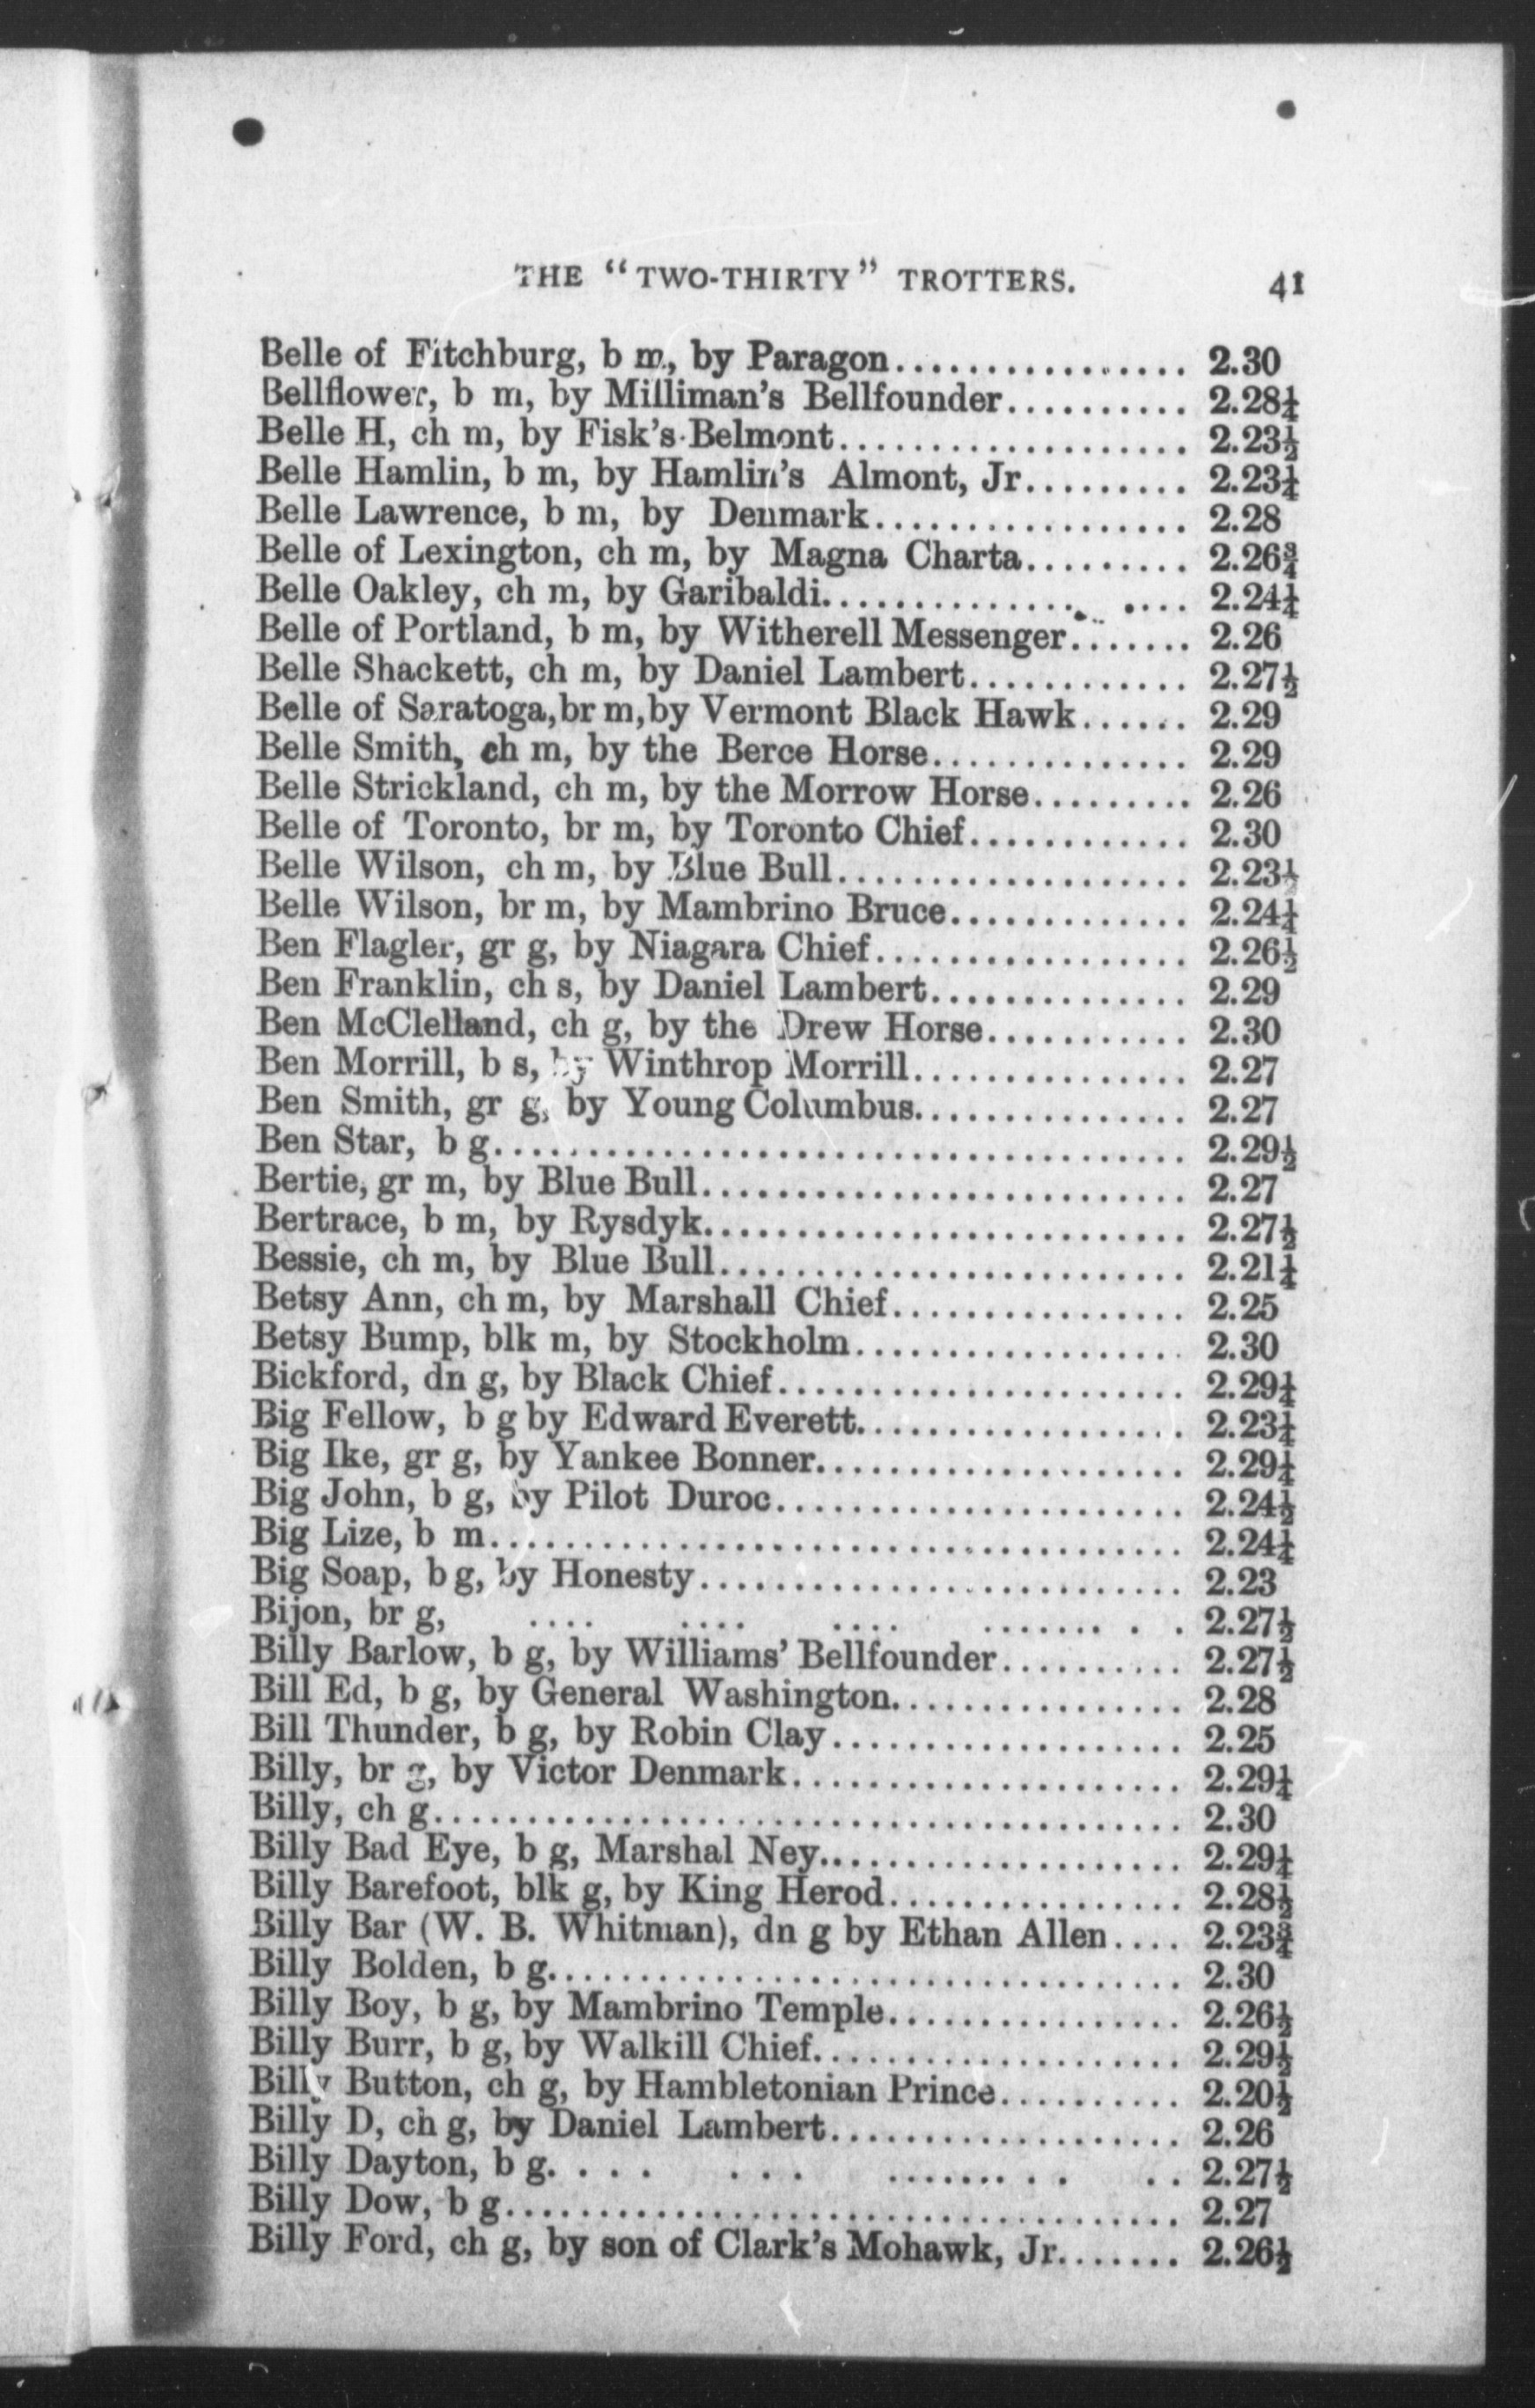 THE "TWO-THIRTY" TROTTERS. 41
Belle of Fitchburg, b m, by Paragon................ 2.30
Bellflower, b m, by Milliman's Bellfounder.......... 2.28¼
Belle H, ch m, by Fisk's Belmont................... 2.23½
Belle Hamlin, b m, by Hamlin's Almont, Jr......... 2.23¼
Belle Lawrence, b m, by Denmark................. 2.28
Belle of Lexington, ch m, by Magna Charta......... 2.26¾
Belle Oakley, ch m, by Garibaldi.................... 2.24¼
Belle of Portland, b m, by Witherell Messenger....... 2.26
Belle Shackett, ch m, by Daniel Lambert............ 2.27½
Belle of Saratoga, br m, by Vermont Black Hawk...... 2.29
Belle Smith, ch m, by the Berce Horse.............. 2.29
Belle Strickland, ch m, by the Morrow Horse......... 2.26
Belle of Toronto, br m, by Toronto Chief............ 2.30
Belle Wilson, ch m, by Blue Bull................... 2.23½
Belle Wilson, br m, by Mambrino Bruce............. 2.24¼
Ben Flagler, gr g, by Niagara Chief................. 2.26½
Ben Franklin, ch s, by Daniel Lambert.............. 2.29
Ben McClelland, ch g, by the Drew Horse........... 2.30
Ben Morrill, b s, by Winthrop Morrill............... 2.27
Ben Smith, gr g, by Young Columbus............... 2.27
Ben Star, b g...................................... 2.29½
Bertie, gr m, by Blue Bull.......................... 2.27
Bertrace, b m, by Rysdyk.......................... 2.27½
Bessie, ch m, by Blue Bull......................... 2.21¼
Betsy Ann, ch m, by Marshall Chief................ 2.25
Betsy Bump, blk m, by Stockholm.................. 2.30
Bickford, dn g, by Black Chief...................... 2.29¼
Big Fellow, b g by Edward Everett.................. 2.23¼
Big Ike, gr g, by Yankee Bonner.................... 2.29¼
Big John, b g, by Pilot Duroc...................... 2.24½
Big Lize, b m..................................... 2.24¼
Big Soap, b g, by Honesty.......................... 2.23
Bijon, br g, .... .... .... ....... . . 2.27½
Billy Barlow, b g, by Williams' Bellfounder.......... 2.27½
Bill Ed, b g, by General Washington................ 2.28
Bill Thunder, b g, by Robin Clay................... 2.25
Billy, br g, by Victor Denmark..................... 2.29¼
Billy, ch g........................................ 2.30
Billy Bad Eye, b g, Marshal Ney.................... 2.29¼
Billy Barefoot, blk g, by King Herod................ 2.28½
Billy Bar (W. B. Whitman), dn g by Ethan Allen.... 2.23¾
Billy Bolden, b g.................................. 2.30
Billy Boy, b g, by Mambrino Temple................ 2.26½
Billy Burr, b g, by Walkill Chief.................... 2.29½
Billy Button, ch g, by Hambletonian Prince.......... 2.20½
Billy D, ch g, by Daniel Lambert................... 2.26
Billy Dayton, b g. . . . . . . ....... . . . . 2.27½
Billy Dow, b g..................................... 2.27
Billy Ford, ch g, by son of Clark's Mohawk, Jr....... 2.26½